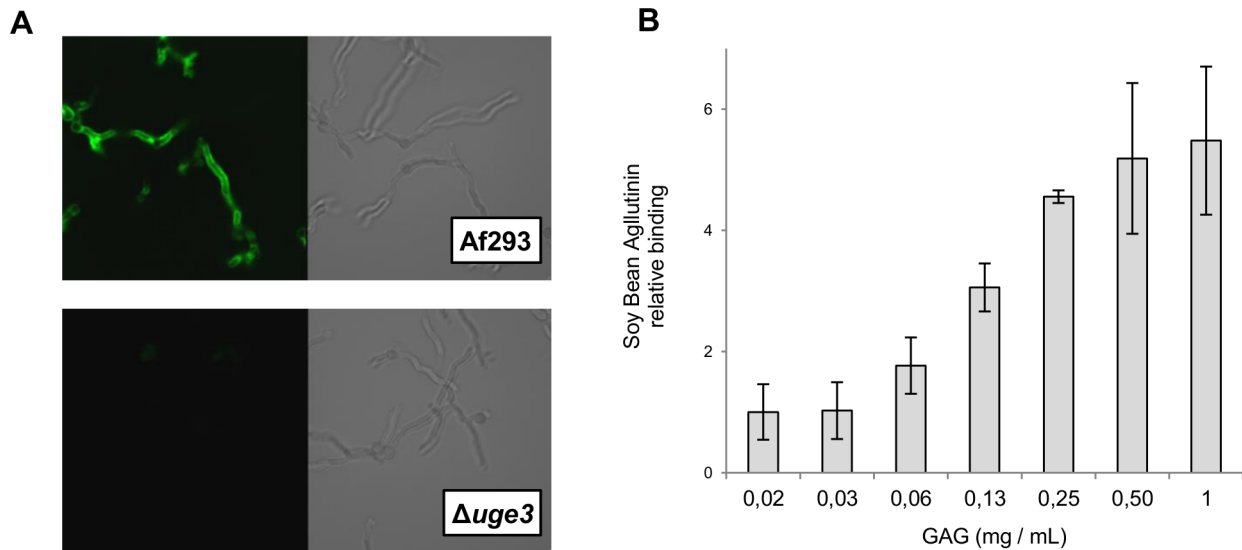 A
Af293
Δuge3
B
Soy Bean Agllutinin
relative binding
6
4
2
0
0,02 0,03 0,06 0,13 0,25 0,50 1
GAG (mg / mL)